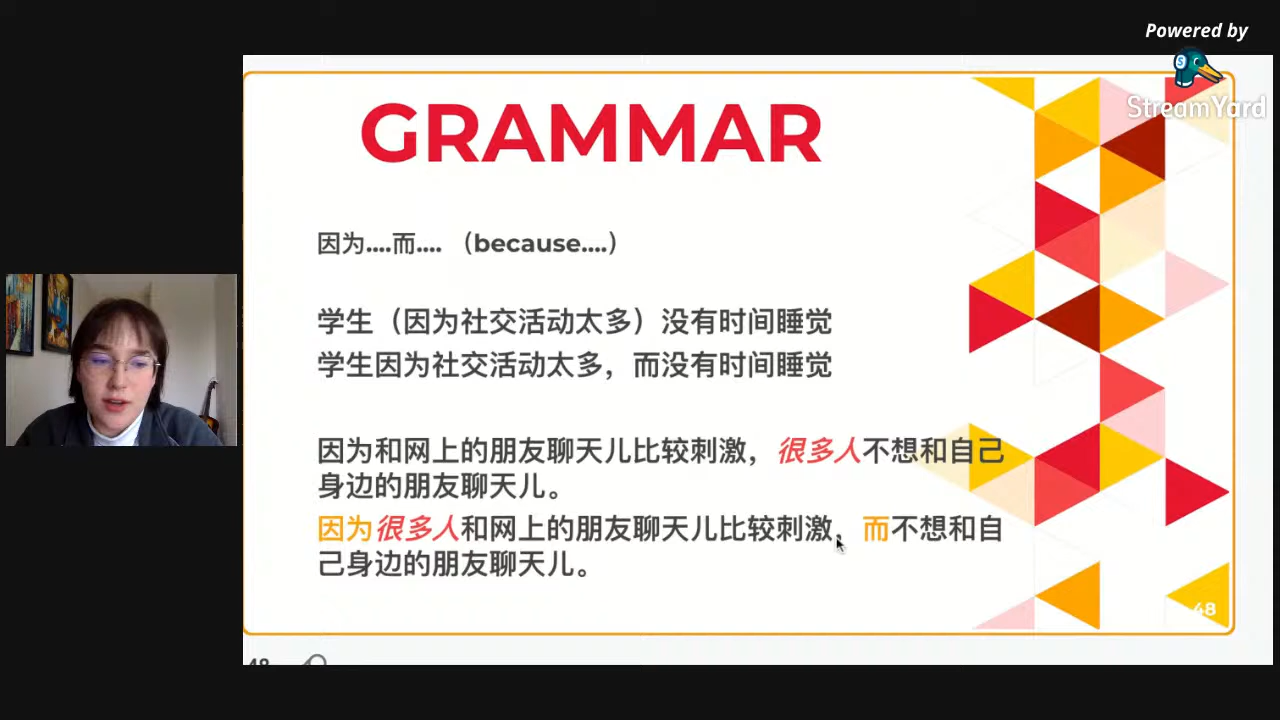 Powered by
StreamYard
GRAMMAR
因为....而.... （because....）
学生（因为社交活动太多）没有时间睡觉
学生因为社交活动太多，而没有时间睡觉
因为和网上的朋友聊天儿比较刺激，很多人不想和自己
身边的朋友聊天儿。
因为很多人和网上的朋友聊天儿比较刺激，而不想和自
己身边的朋友聊天儿。
48
48